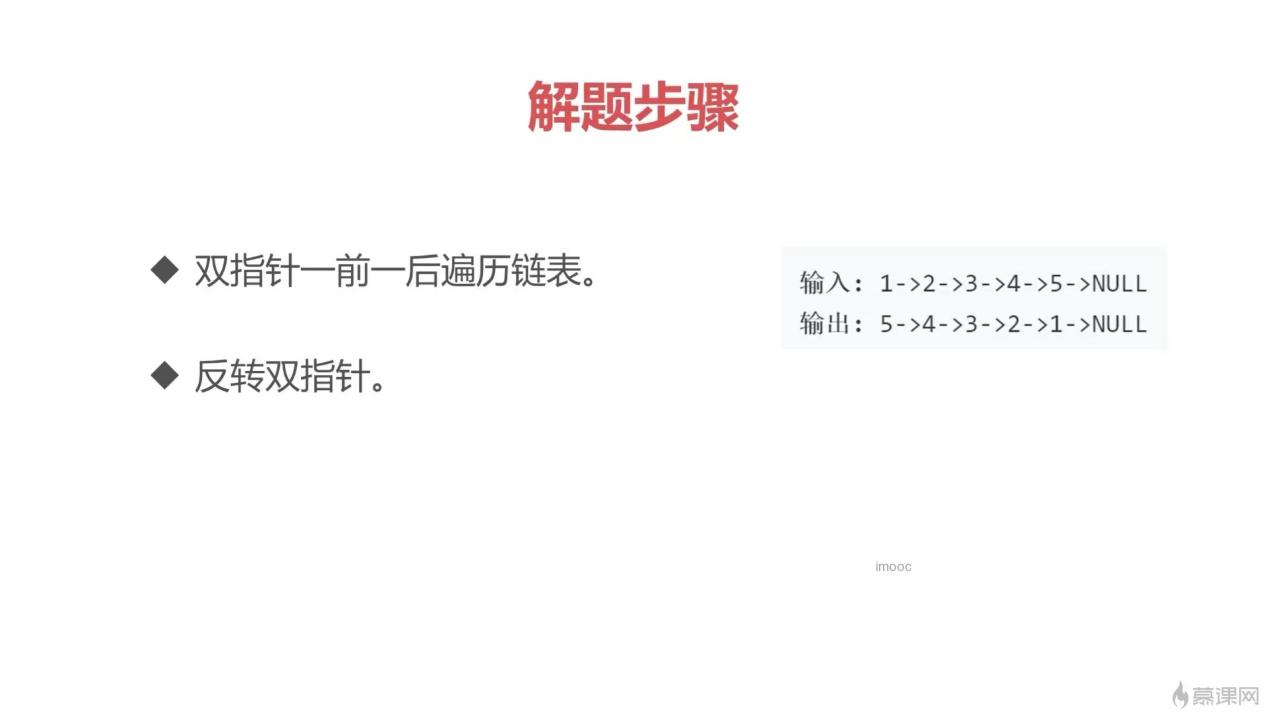 解题步骤
◆ 双指针一前一后遍历链表。
◆ 反转双指针。
输入: 1->2->3->4->5->NULL
输出: 5->4->3->2->1->NULL
imooc
慕课网